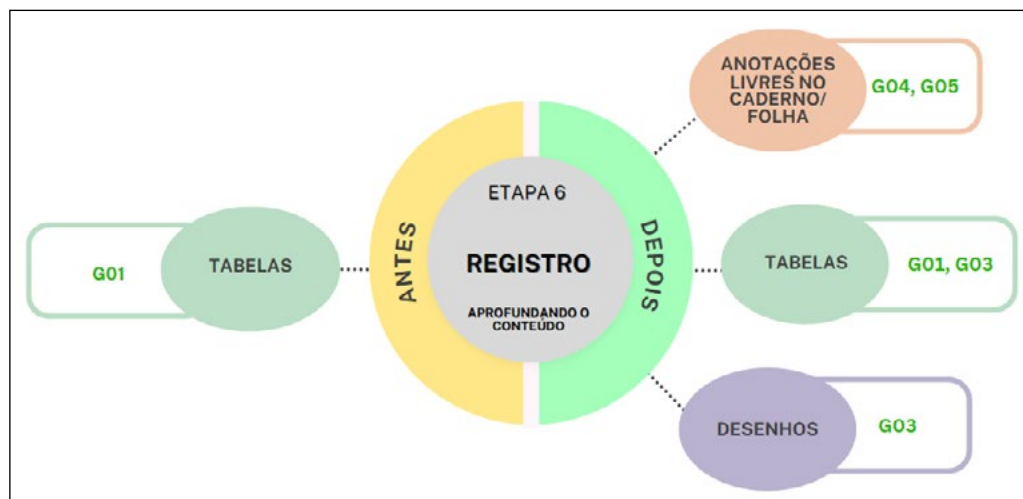 G01
TABELAS
ANTES
ETAPA 6
REGISTRO
APROFUNDANDO O
CONTEÚDO
DEPOIS
ANOTAÇÕES
LIVRES NO
CADERNO/
FOLHA
G04, G05
TABELAS
G01, G03
DESENHOS
G03